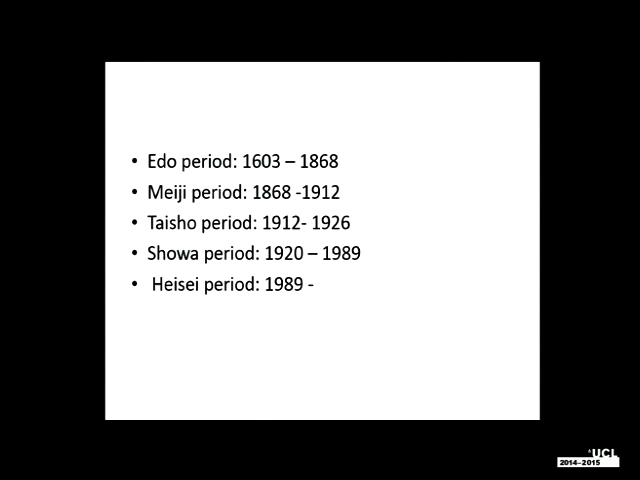 • Edo period: 1603 – 1868
• Meiji period: 1868 -1912
• Taisho period: 1912- 1926
• Showa period: 1920 – 1989
• Heisei period: 1989 -
UCL
2014–2015